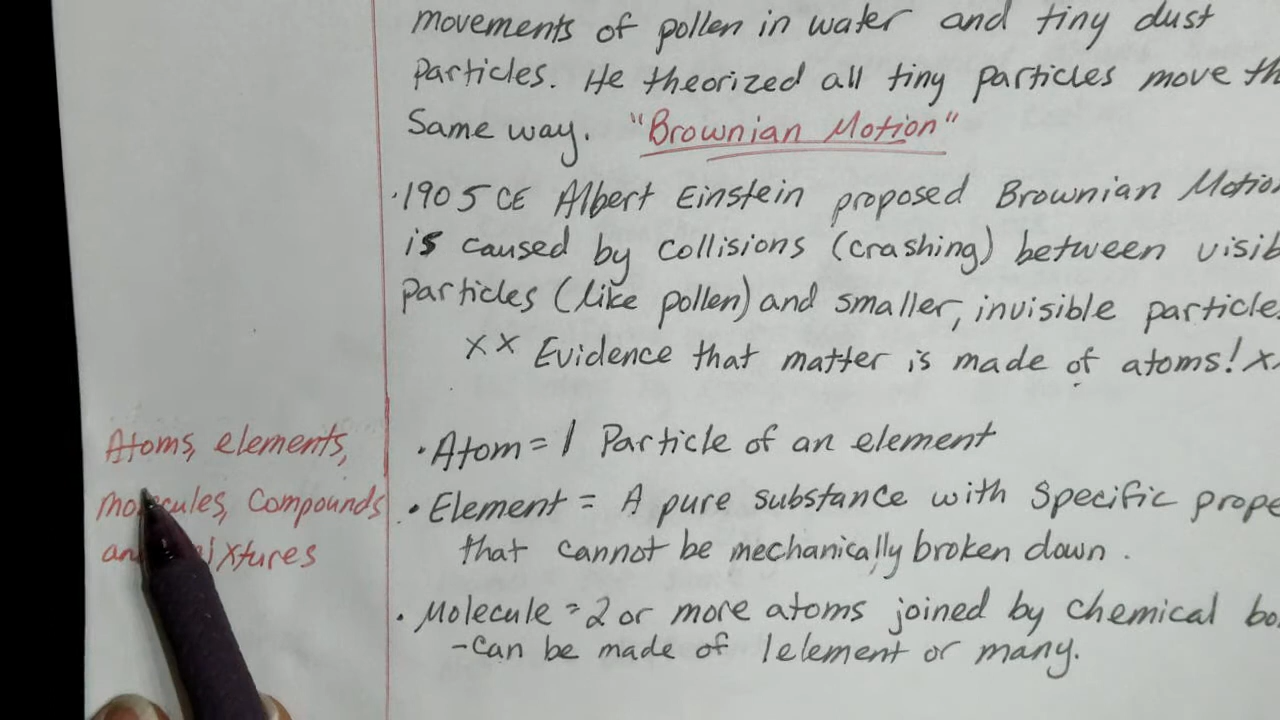 movements of pollen in water and tiny dust
particles. He theorized all tiny particles move
Same way. "Brownian Motion"
·1905 CE Albert Einstein proposed Brownian
is caused by collisions (crashing) between
particles (like pollen) and smaller, invisible
xx Evidence that matter is made of atoms! x
Atoms, elements,
Compounds
·Atom = 1 Particle of an element
·Element = A pure substance with Specific
that cannot be mechanically broken down.
·Molecule = 2 or more atoms joined by chemical
-can be made of 1 element or many.